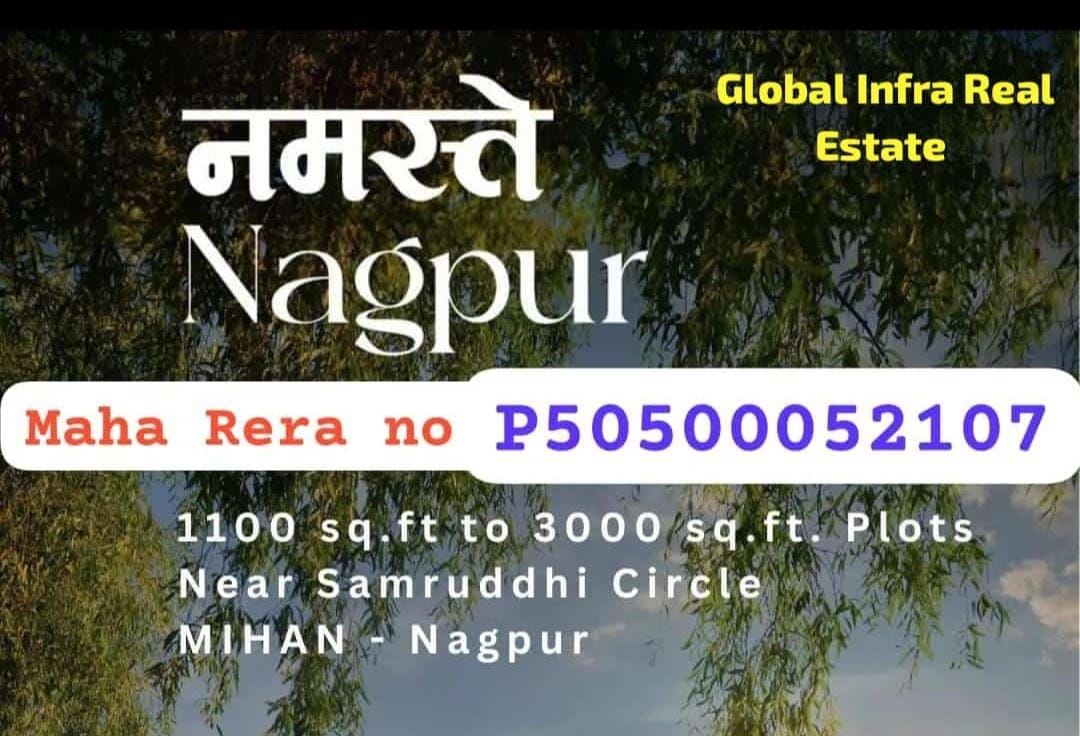 नमस्ते
Nagpur
Global Infra Real
Estate
Maha Rera no P50500052107
1100 sq.ft to 3000 sq.ft. Plots
Near Samruddhi Circle
MIHAN - Nagpur